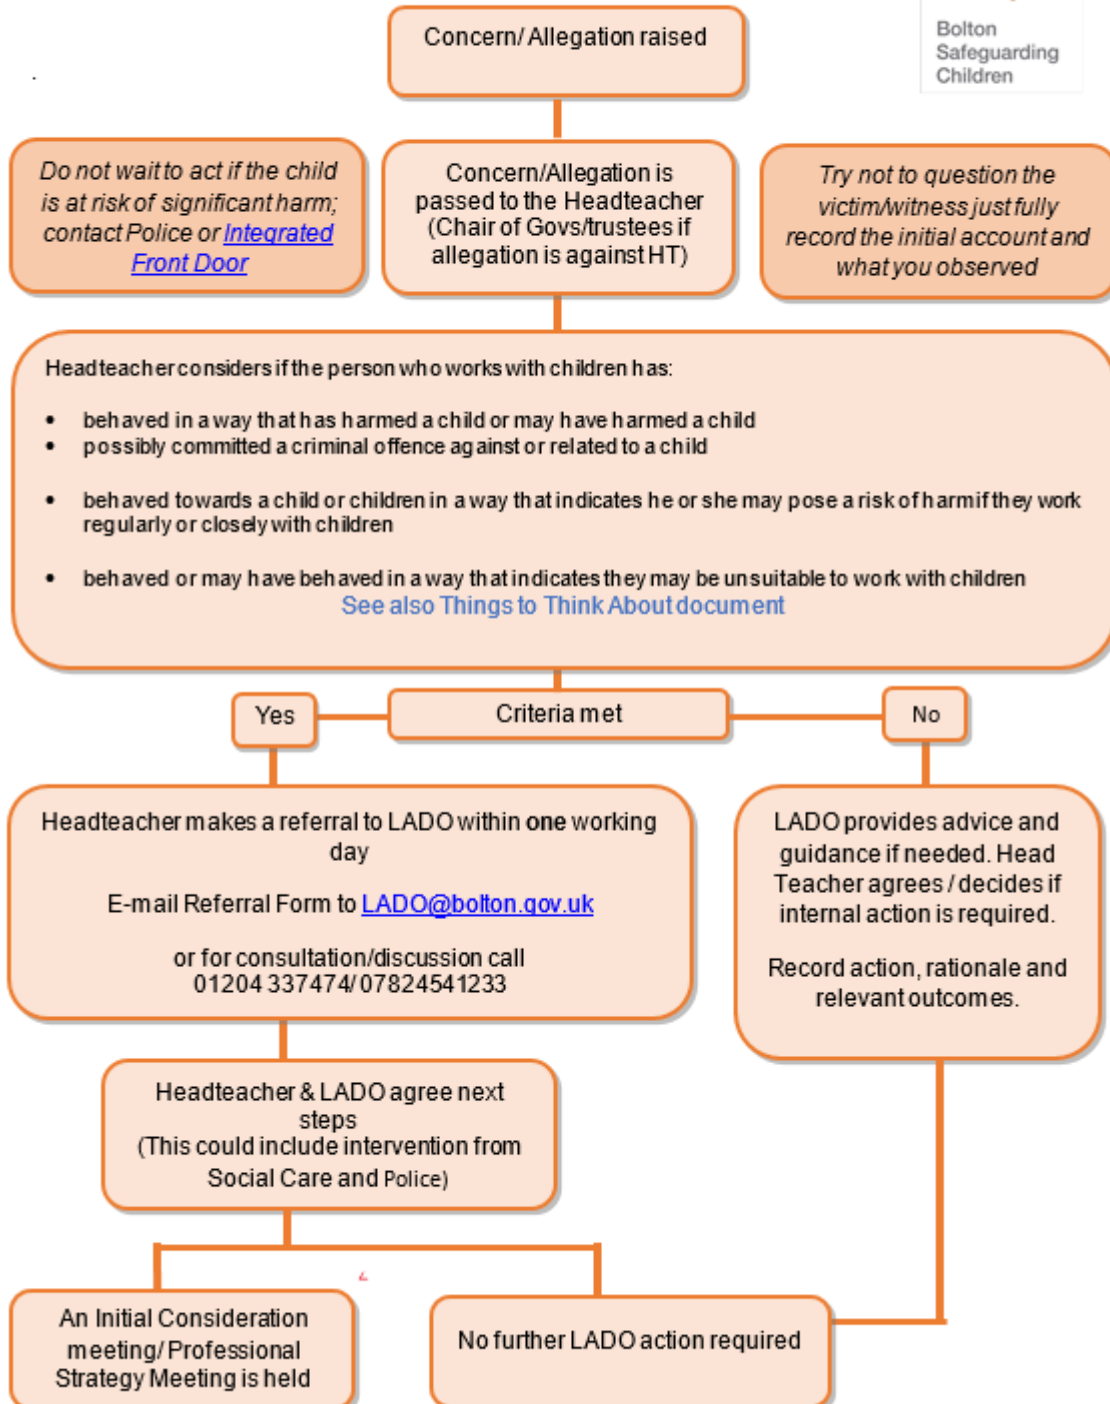 Concern/ Allegation raised
Bolton
Safeguarding
Children
.
Do not wait to act if the child
is at risk of significant harm;
contact Police or Integrated
Front Door
Concern/Allegation is
passed to the Headteacher
(Chair of Govs/trustees if
allegation is against HT)
Try not to question the
victim/witness just fully
record the initial account and
what you observed
Headteacher considers if the person who works with children has:
• behaved in a way that has harmed a child or may have harmed a child
• possibly committed a criminal offence against or related to a child
• behaved towards a child or children in a way that indicates he or she may pose a risk of harm if they work
regularly or closely with children
• behaved or may have behaved in a way that indicates they may be unsuitable to work with children
See also Things to Think About document
Yes
Criteria met
No
Headteacher makes a referral to LADO within one working
day
E-mail Referral Form to LADO@bolton.gov.uk
or for consultation/discussion call
01204 337474/ 07824541233
LADO provides advice and
guidance if needed. Head
Teacher agrees / decides if
internal action is required.
Record action, rationale and
relevant outcomes.
Headteacher & LADO agree next
steps
(This could include intervention from
Social Care and Police)
An Initial Consideration
meeting/ Professional
Strategy Meeting is held
No further LADO action required